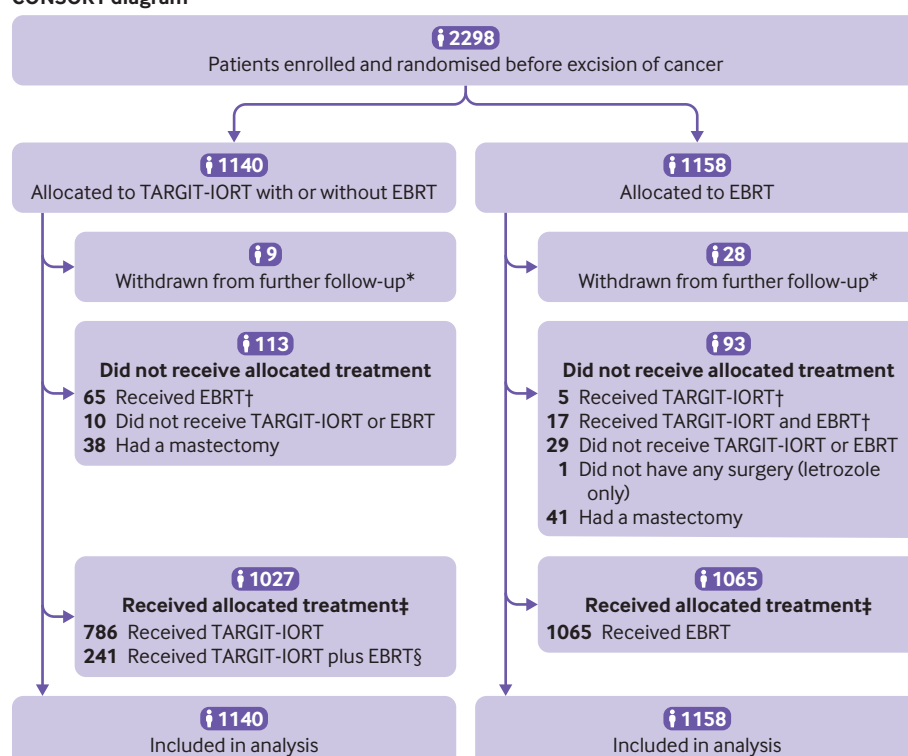 CONSORT diagram
2298
Patients enrolled and randomised before excision of cancer
1140
Allocated to TARGIT-IORT with or without EBRT
1158
Allocated to EBRT
9
Withdrawn from further follow-up*
28
Withdrawn from further follow-up*
113
Did not receive allocated treatment
65 Received EBRT†
10 Did not receive TARGIT-IORT or EBRT
38 Had a mastectomy
93
Did not receive allocated treatment
5 Received TARGIT-IORT†
17 Received TARGIT-IORT and EBRT†
29 Did not receive TARGIT-IORT or EBRT
1 Did not have any surgery (letrozole
only)
41 Had a mastectomy
1027
Received allocated treatment‡
786 Received TARGIT-IORT
241 Received TARGIT-IORT plus EBRT§
1065
Received allocated treatment‡
1065 Received EBRT
1140
Included in analysis
1158
Included in analysis